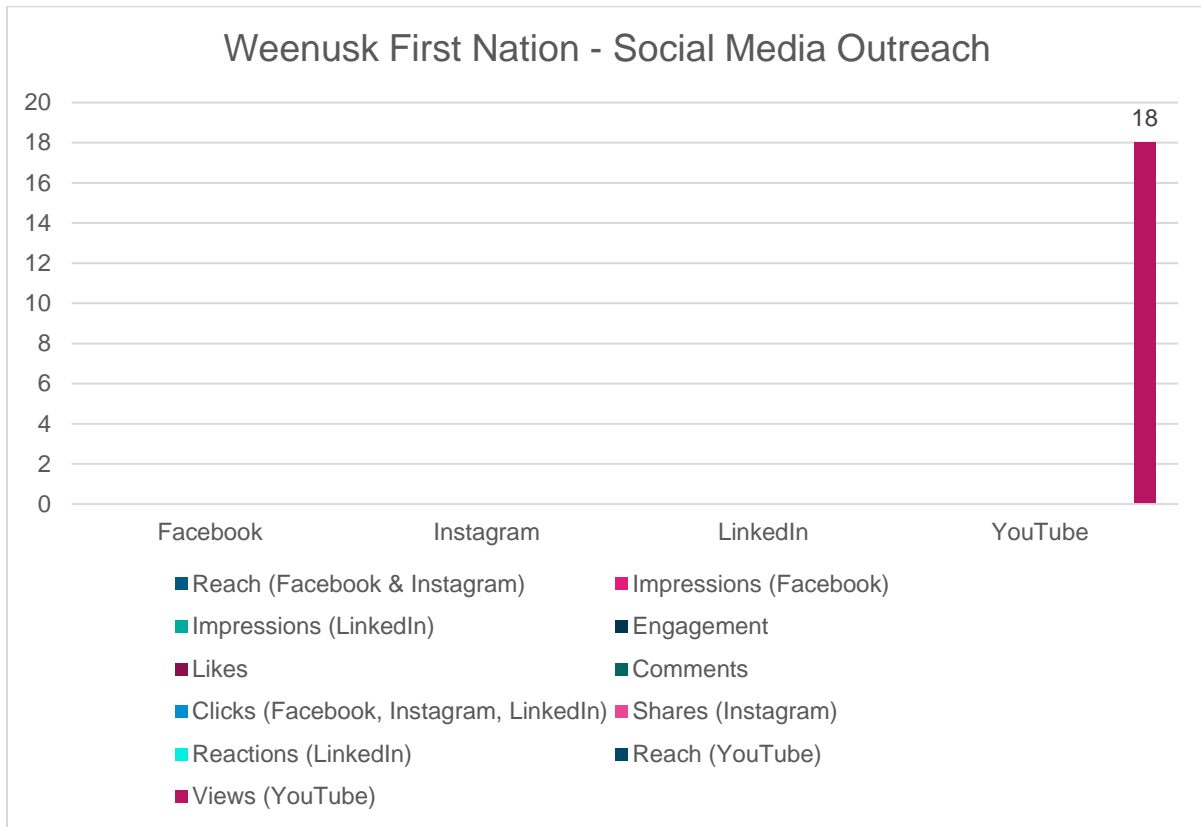 Weenusk First Nation - Social Media Outreach
20
18
18
16
14
12
10
8
6
4
2
0
Facebook Instagram LinkedIn YouTube
Reach (Facebook & Instagram) Impressions (Facebook)
Impressions (LinkedIn) Engagement
Likes Comments
Clicks (Facebook, Instagram, LinkedIn) Shares (Instagram)
Reactions (LinkedIn) Reach (YouTube)
Views (YouTube)